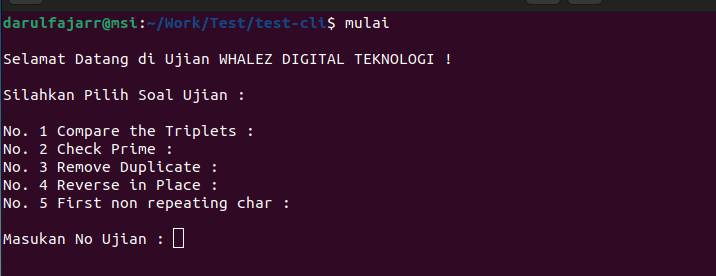 darulfajarr@msi:~/Work/Test/test-cli$ mulai
Selamat Datang di Ujian WHALEZ DIGITAL TEKNOLOGI !
Silahkan Pilih Soal Ujian :
No. 1 Compare the Triplets :
No. 2 Check Prime :
No. 3 Remove Duplicate :
No. 4 Reverse in Place :
No. 5 First non repeating char :
Masukan No Ujian :